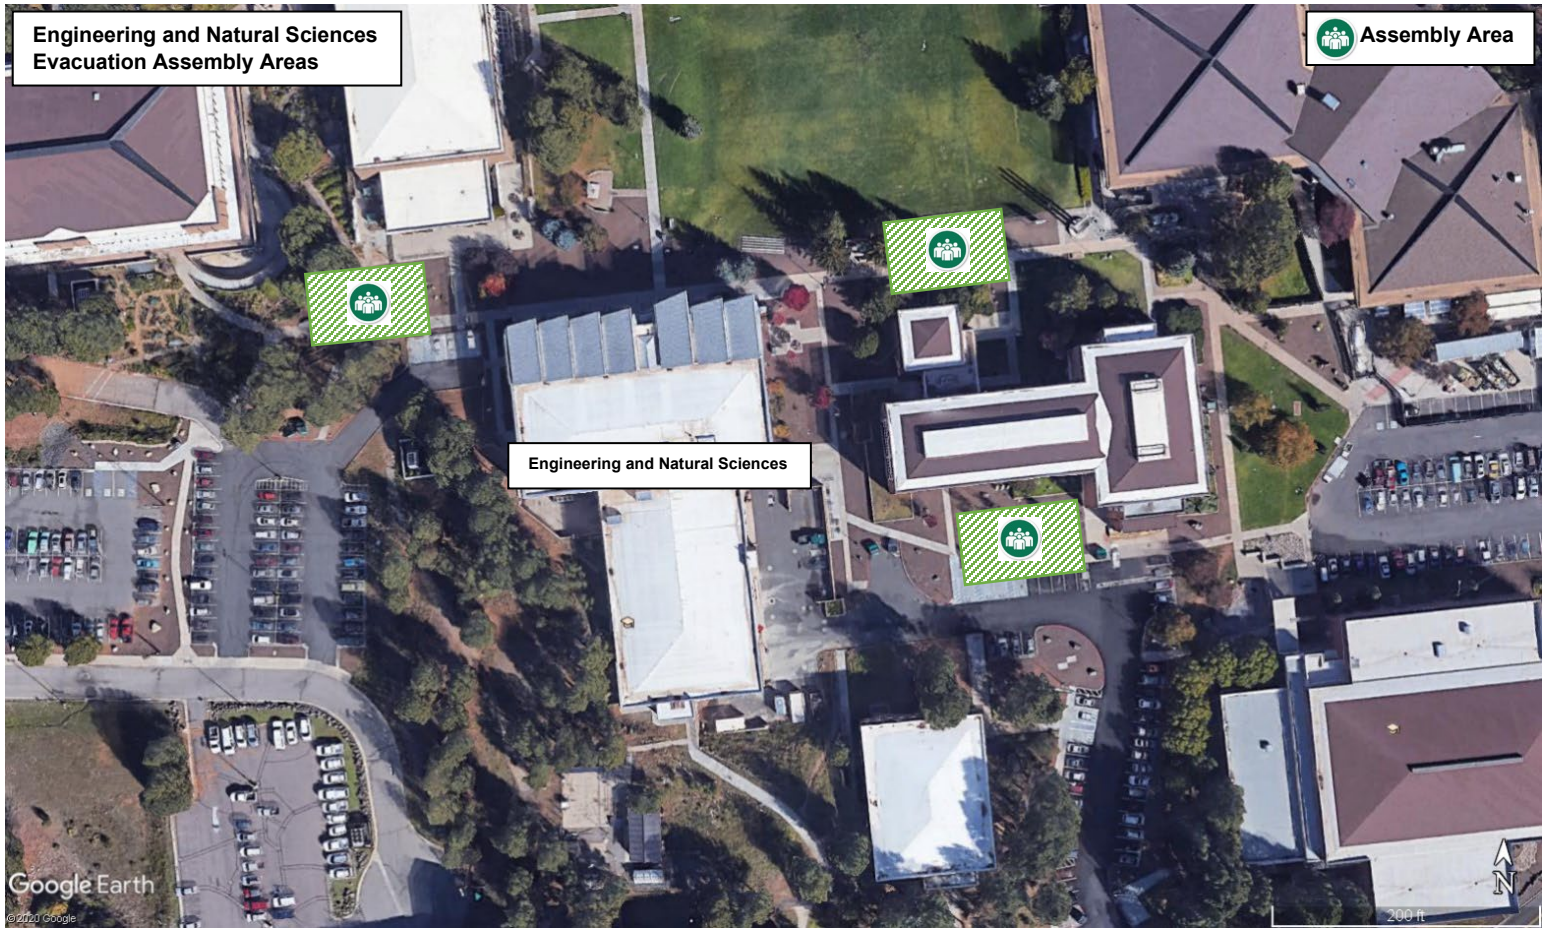 Engineering and Natural Sciences
Evacuation Assembly Areas
Assembly Area
Engineering and Natural Sciences
Google Earth
©2020 Google
N
200 ft